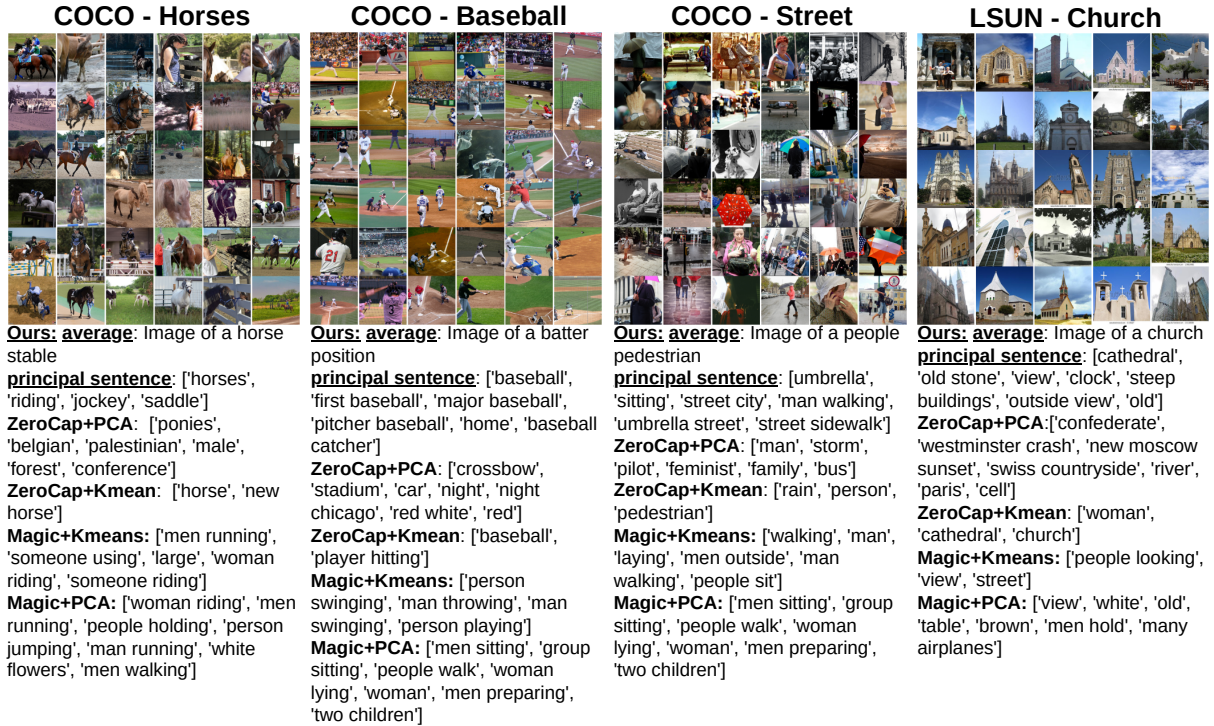 COCO - Horses
Ours: average: Image of a horse
stable
principal sentence: ['horses',
'riding', 'jockey', 'saddle']
ZeroCap+PCA: ['ponies',
'belgian', 'palestinian', 'male',
'forest', 'conference']
ZeroCap+Kmean: ['horse', 'new
horse']
Magic+Kmeans: ['men running',
'someone using', 'large', 'woman
riding', 'someone riding']
Magic+PCA: ['woman riding', 'men
running', 'people holding', 'person
jumping', 'man running', 'white
flowers', 'men walking']
COCO - Baseball
21
Ours: average: Image of a batter
position
principal sentence: ['baseball',
'first baseball', 'major baseball',
'pitcher baseball', 'home', 'baseball
catcher']
ZeroCap+PCA: ['crossbow',
'stadium', 'car', 'night', 'night
chicago', 'red white', 'red']
ZeroCap+Kmean: ['baseball',
'player hitting']
Magic+Kmeans: ['person
swinging', 'man throwing', 'man
swinging', 'person playing']
Magic+PCA: ['men sitting', 'group
sitting', 'people walk', 'woman
lying', 'woman', 'men preparing',
'two children']
COCO - Street
Ours: average: Image of a people
pedestrian
principal sentence: [umbrella',
'sitting', 'street city', 'man walking',
'umbrella street', 'street sidewalk']
ZeroCap+PCA: ['man', 'storm',
'pilot', 'feminist', 'family', 'bus']
ZeroCap+Kmean: ['rain', 'person',
'pedestrian']
Magic+Kmeans: ['walking', 'man',
'laying', 'men outside', 'man
walking', 'people sit']
Magic+PCA: ['men sitting', 'group
sitting', 'people walk', 'woman
lying', 'woman', 'men preparing',
'two children']
LSUN - Church
Ours: average: Image of a church
principal sentence: [cathedral',
'old stone', 'view', 'clock', 'steep
buildings', 'outside view', 'old']
ZeroCap+PCA:['confederate',
'westminster crash', 'new moscow
sunset', 'swiss countryside', 'river',
'paris', 'cell']
ZeroCap+Kmean: ['woman',
'cathedral', 'church']
Magic+Kmeans: ['people looking',
'view', 'street']
Magic+PCA: ['view', 'white', 'old',
'table', 'brown', 'men hold', 'many
airplanes']